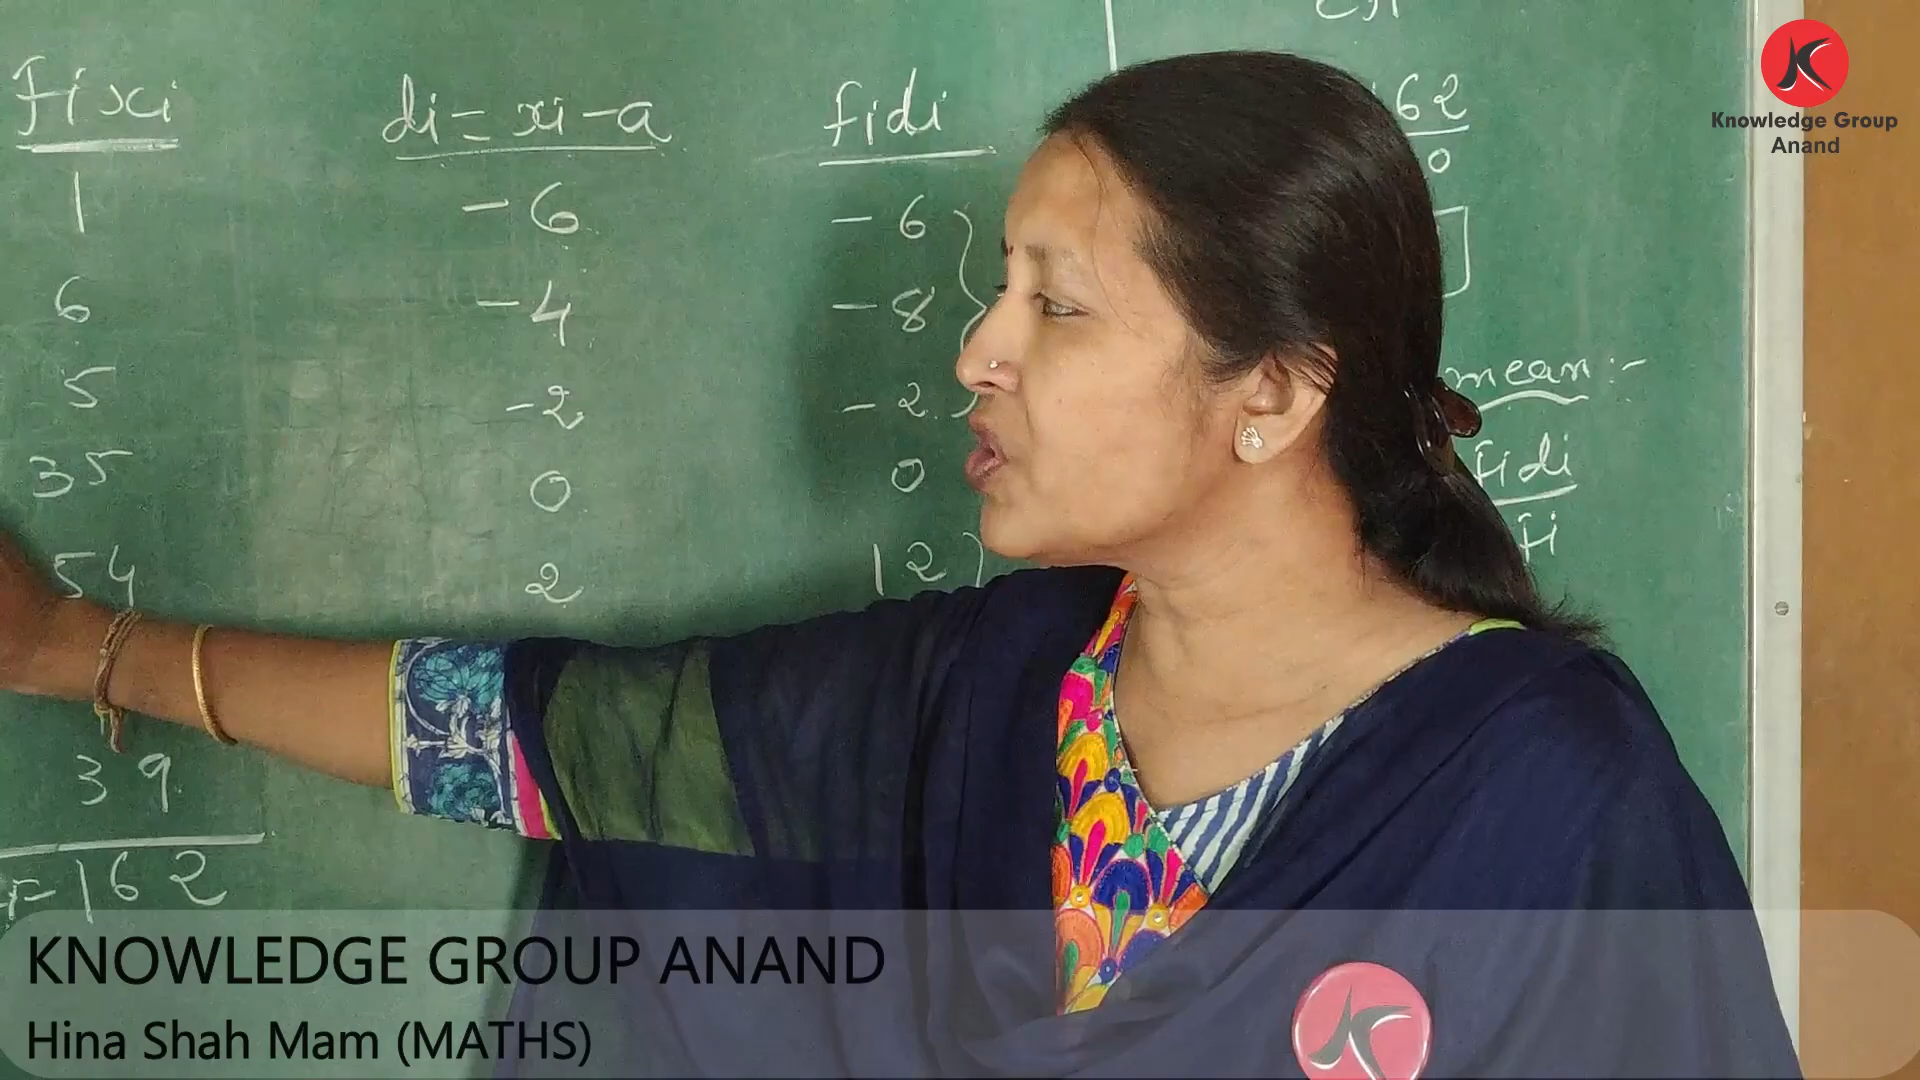 fixi di = xi - a fidi 62
0
1 -6 -6
6 -4 -8
5 -2 -2
mean :-
35 0 0
fidi
fi
54 2 12
39
=162
Knowledge Group
Anand
KNOWLEDGE GROUP ANAND
Hina Shah Mam (MATHS)